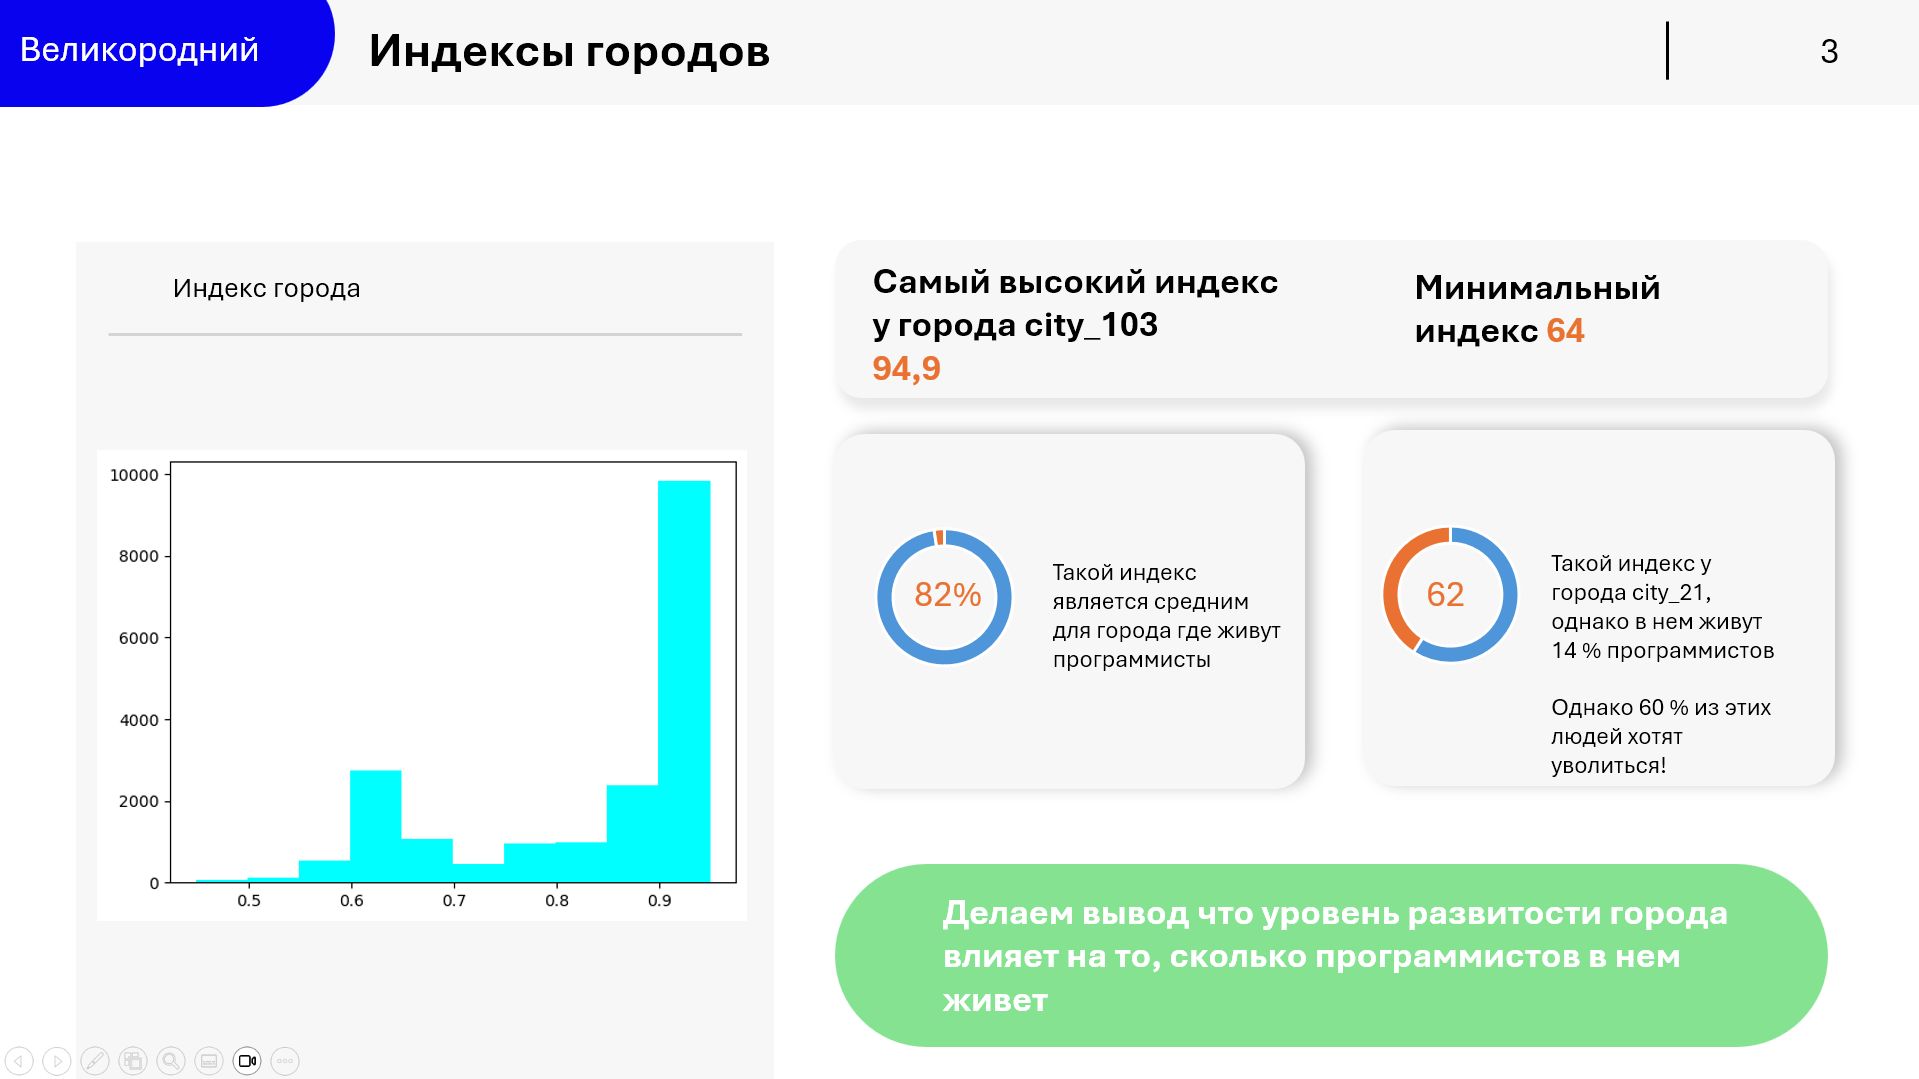 Великородний
Индексы городов
3
Индекс города
10000
8000
6000
4000
2000
0
0.5 0.6 0.7 0.8 0.9
Самый высокий индекс
у города city_103
94,9
Минимальный
индекс 64
82%
Такой индекс
является средним
для города где живут
программисты
62
Такой индекс у
города city_21,
однако в нем живут
14 % программистов
Однако 60 % из этих
людей хотят
уволиться!
Делаем вывод что уровень развитости города
влияет на то, сколько программистов в нем
живет